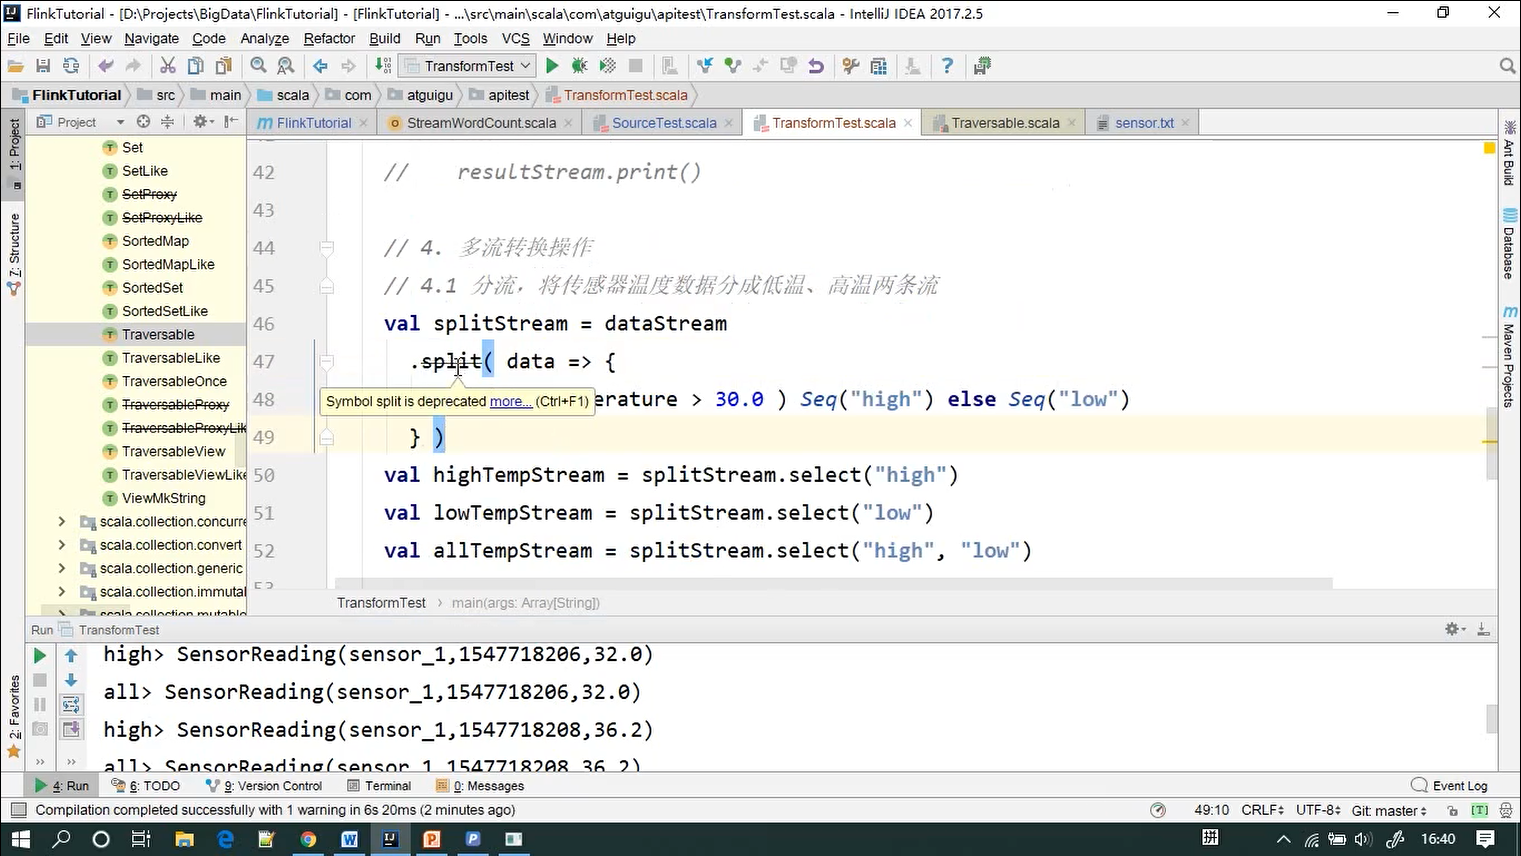 FlinkTutorial - [D:\Projects\BigData\FlinkTutorial] - [FlinkTutorial] - ...\src\main\scala\com\atguigu\apitest\TransformTest.scala - IntelliJ IDEA 2017.2.5
File Edit View Navigate Code Analyze Refactor Build Run Tools VCS Window Help
TransformTest
FlinkTutorial src main scala com atguigu apitest TransformTest.scala
Project
FlinkTutorial StreamWordCount.scala SourceTest.scala TransformTest.scala Traversable.scala sensor.txt
1: Project
7: Structure
2: Favorites
Ant Build
Database
Maven Projects
Set
SetLike
SetProxy
SetProxyLike
SortedMap
SortedMapLike
SortedSet
SortedSetLike
Traversable
TraversableLike
TraversableOnce
TraversableProxy
TraversableProxyLik
TraversableView
TraversableViewLike
ViewMkString
scala.collection.concurre
scala.collection.convert
scala.collection.generic
scala.collection.immutal
scala.collection.mutable
42 // resultStream.print()
43
44 // 4. 多流转换操作
45 // 4.1 分流，将传感器温度数据分成低温、高温两条流
46 val splitStream = dataStream
47 .split( data => {
Symbol split is deprecated more... (Ctrl+F1)
48 erature > 30.0 ) Seq("high") else Seq("low")
49 } )
50 val highTempStream = splitStream.select("high")
51 val lowTempStream = splitStream.select("low")
52 val allTempStream = splitStream.select("high", "low")
53
TransformTest main(args: Array[String])
Run TransformTest
high> SensorReading(sensor_1,1547718206,32.0)
all> SensorReading(sensor_1,1547718206,32.0)
high> SensorReading(sensor_1,1547718208,36.2)
all> SensorReading(sensor_1,1547718208,36.2)
4: Run 6: TODO 9: Version Control Terminal 0: Messages Event Log
Compilation completed successfully with 1 warning in 6s 20ms (2 minutes ago) 49:10 CRLF UTF-8 Git: master [T]
拼 16:40